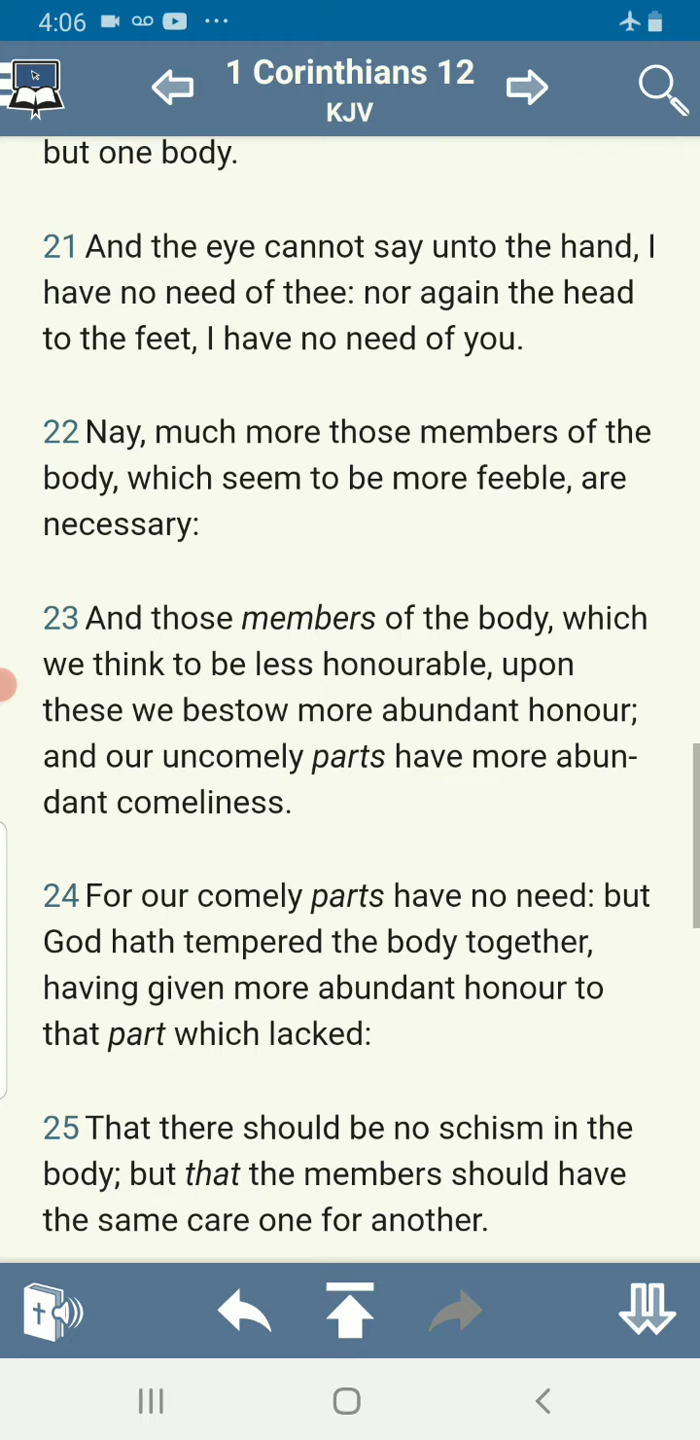 4:06
1 Corinthians 12
KJV
but one body.
21 And the eye cannot say unto the hand, I
have no need of thee: nor again the head
to the feet, I have no need of you.
22 Nay, much more those members of the
body, which seem to be more feeble, are
necessary:
23 And those members of the body, which
we think to be less honourable, upon
these we bestow more abundant honour;
and our uncomely parts have more abun-
dant comeliness.
24 For our comely parts have no need: but
God hath tempered the body together,
having given more abundant honour to
that part which lacked:
25 That there should be no schism in the
body; but that the members should have
the same care one for another.